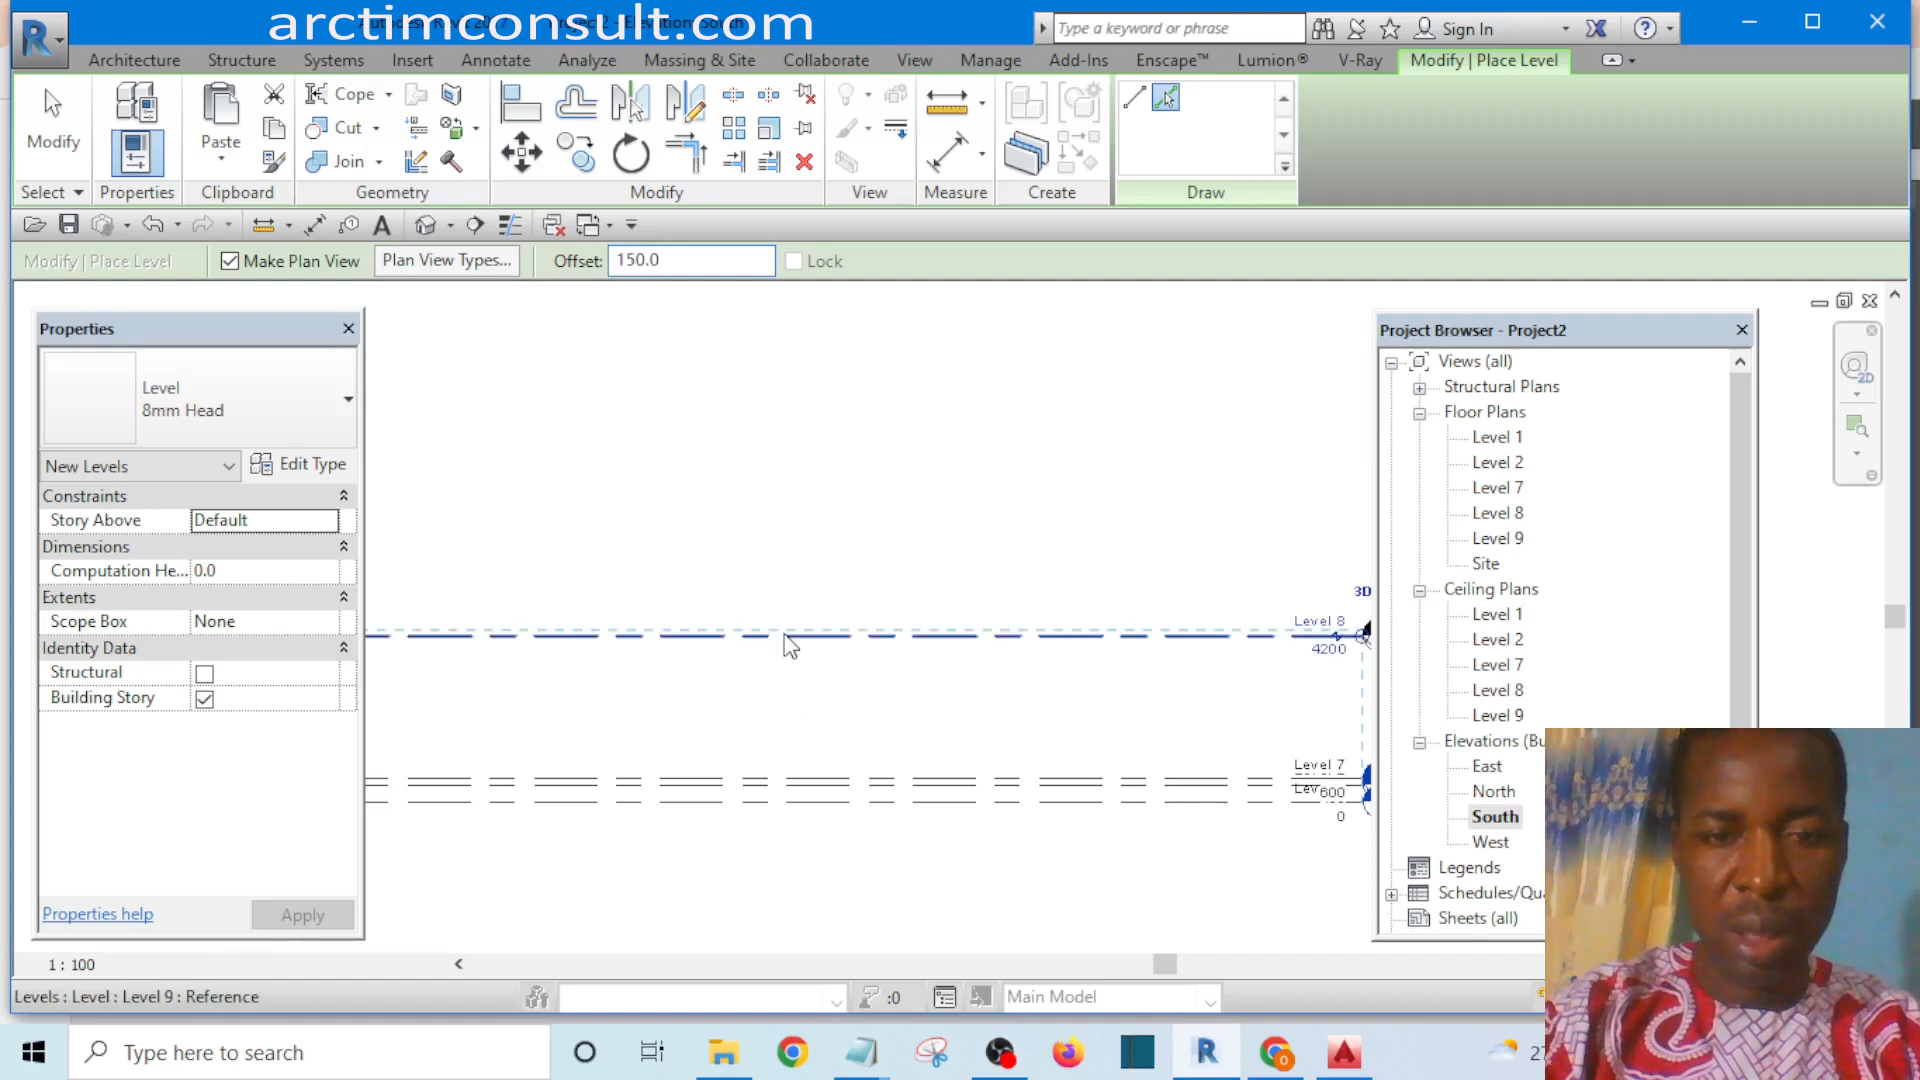 arctimconsult.com
Type a keyword or phrase
Sign In
Architecture
Structure
Systems
Insert
Annotate
Analyze
Massing & Site
Collaborate
View
Manage
Add-Ins
Enscape™
Lumion®
V-Ray
Modify | Place Level
Modify
Paste
Cope
Cut
Join
Select
Properties
Clipboard
Geometry
Modify
View
Measure
Create
Draw
Modify | Place Level
Make Plan View
Plan View Types...
Offset:
150.0
Lock
Properties
Level
8mm Head
New Levels
Edit Type
Constraints
Story Above
Default
Dimensions
Computation He...
0.0
Extents
Scope Box
None
Identity Data
Structural
Building Story
Properties help
Apply
3D
Level 8
4200
Level 7
Lev
600
0
Project Browser - Project2
Views (all)
Structural Plans
Floor Plans
Level 1
Level 2
Level 7
Level 8
Level 9
Site
Ceiling Plans
Level 1
Level 2
Level 7
Level 8
Level 9
Elevations (Bu
East
North
South
West
Legends
Schedules/Qua
Sheets (all)
2D
1 : 100
Levels : Level : Level 9 : Reference
:0
Main Model
Type here to search
27